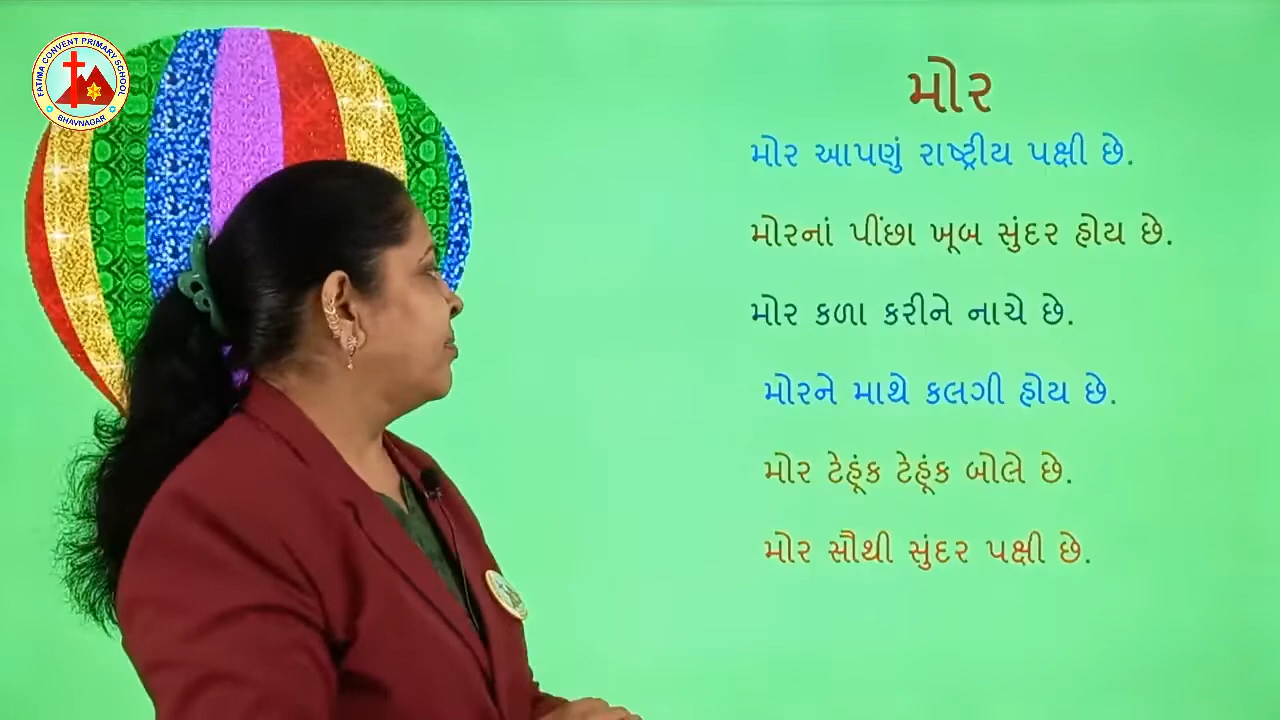 FATIMA CONVENT PRIMARY SCHOOL
BHAVNAGAR
મોર
મોર આપણું રાષ્ટ્રીય પક્ષી છે.
મોરનાં પીંછા ખૂબ સુંદર હોય છે.
મોર કળા કરીને નાચે છે.
મોરને માથે કલગી હોય છે.
મોર ટેહૂંક ટેહૂંક બોલે છે.
મોર સૌથી સુંદર પક્ષી છે.